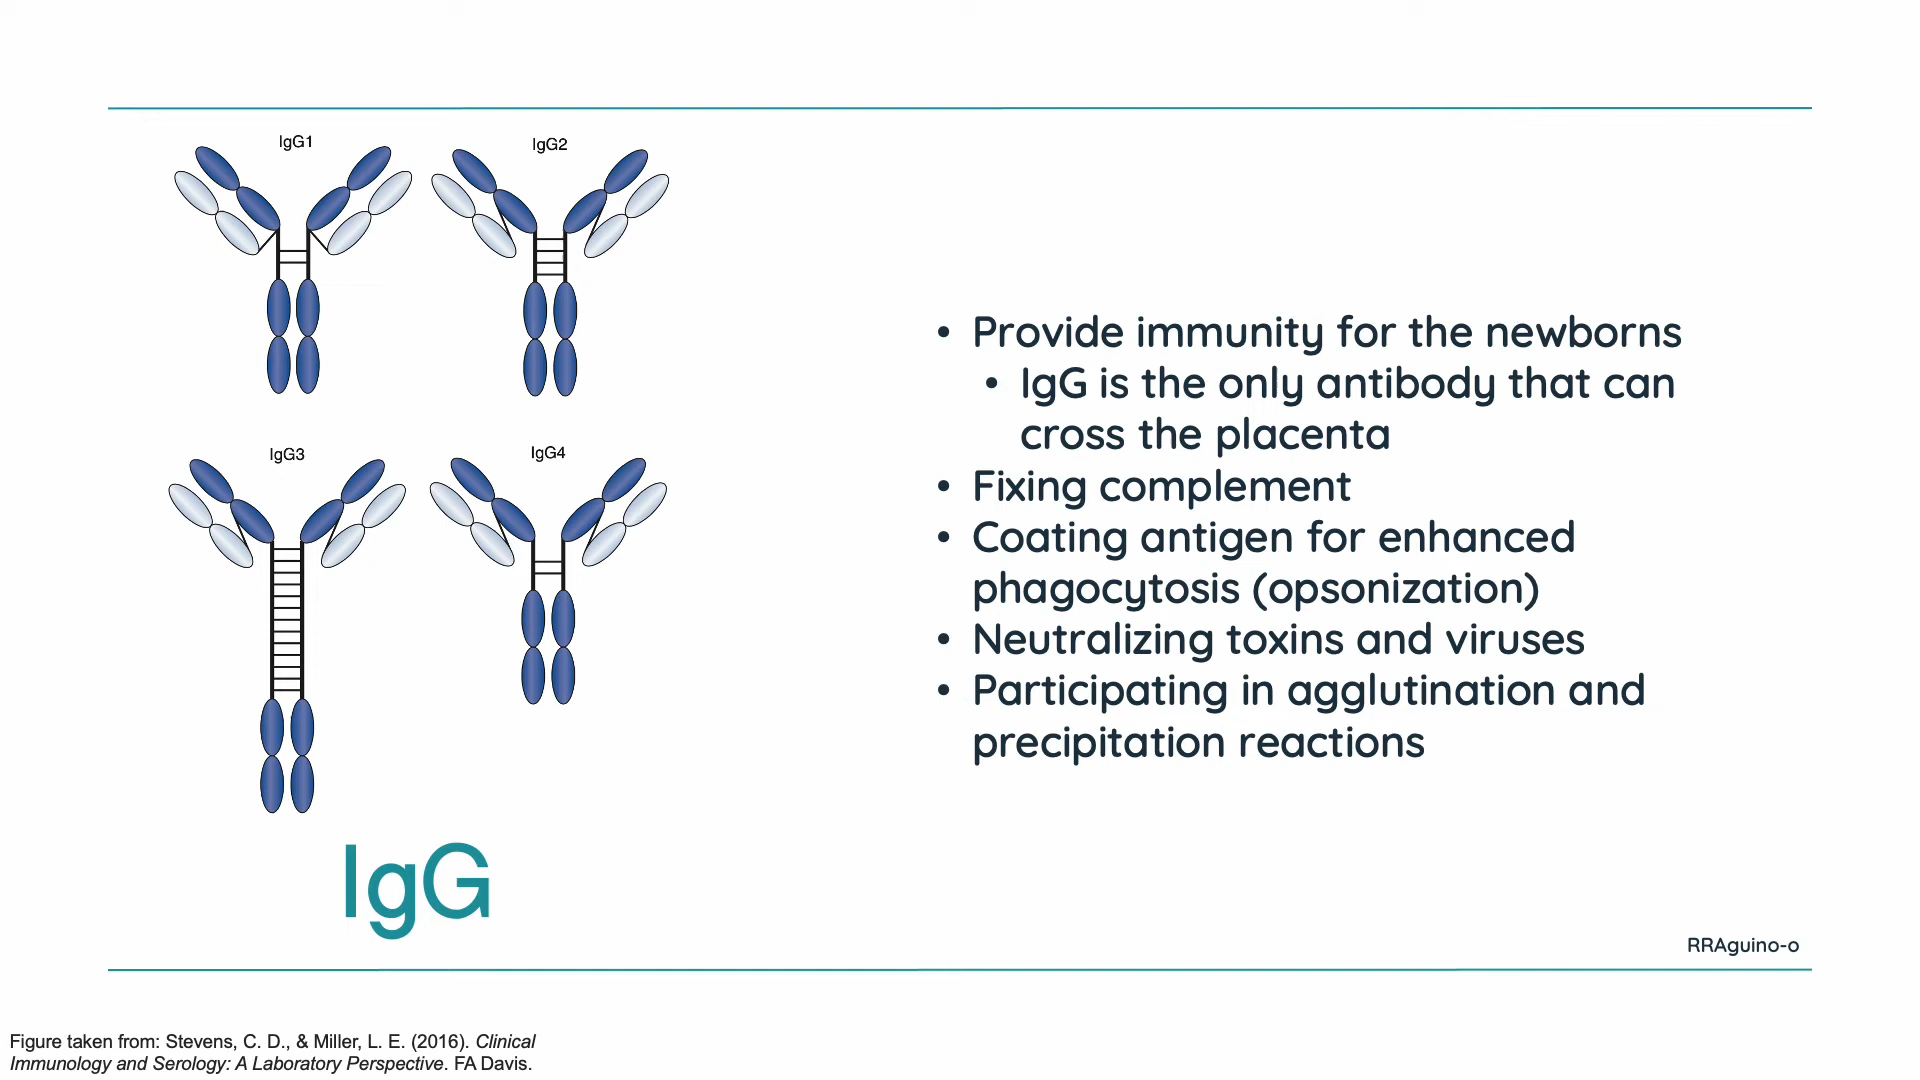 IgG1
IgG2
IgG3
IgG4
IgG
• Provide immunity for the newborns
• IgG is the only antibody that can
cross the placenta
• Fixing complement
• Coating antigen for enhanced
phagocytosis (opsonization)
• Neutralizing toxins and viruses
• Participating in agglutination and
precipitation reactions
RRAguino-o
Figure taken from: Stevens, C. D., & Miller, L. E. (2016). Clinical
Immunology and Serology: A Laboratory Perspective. FA Davis.